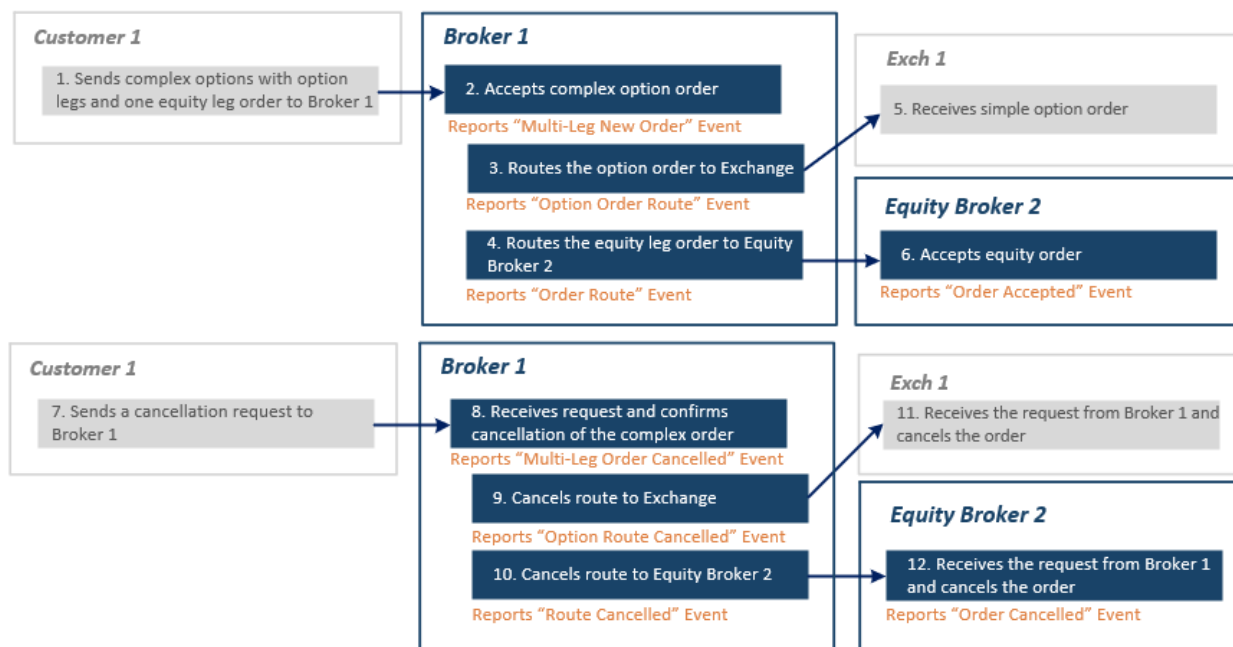 Customer 1
1. Sends complex options with option
legs and one equity leg order to Broker 1
Broker 1
2. Accepts complex option order
Reports “Multi-Leg New Order” Event
3. Routes the option order to Exchange
Reports “Option Order Route” Event
4. Routes the equity leg order to Equity
Broker 2
Reports “Order Route” Event
Exch 1
5. Receives simple option order
Equity Broker 2
6. Accepts equity order
Reports “Order Accepted” Event
Customer 1
7. Sends a cancellation request to
Broker 1
Broker 1
8. Receives request and confirms
cancellation of the complex order
Reports “Multi-Leg Order Cancelled” Event
9. Cancels route to Exchange
Reports “Option Route Cancelled” Event
10. Cancels route to Equity Broker 2
Reports “Route Cancelled” Event
Exch 1
11. Receives the request from Broker 1 and
cancels the order
Equity Broker 2
12. Receives the request from Broker 1
and cancels the order
Reports “Order Cancelled” Event